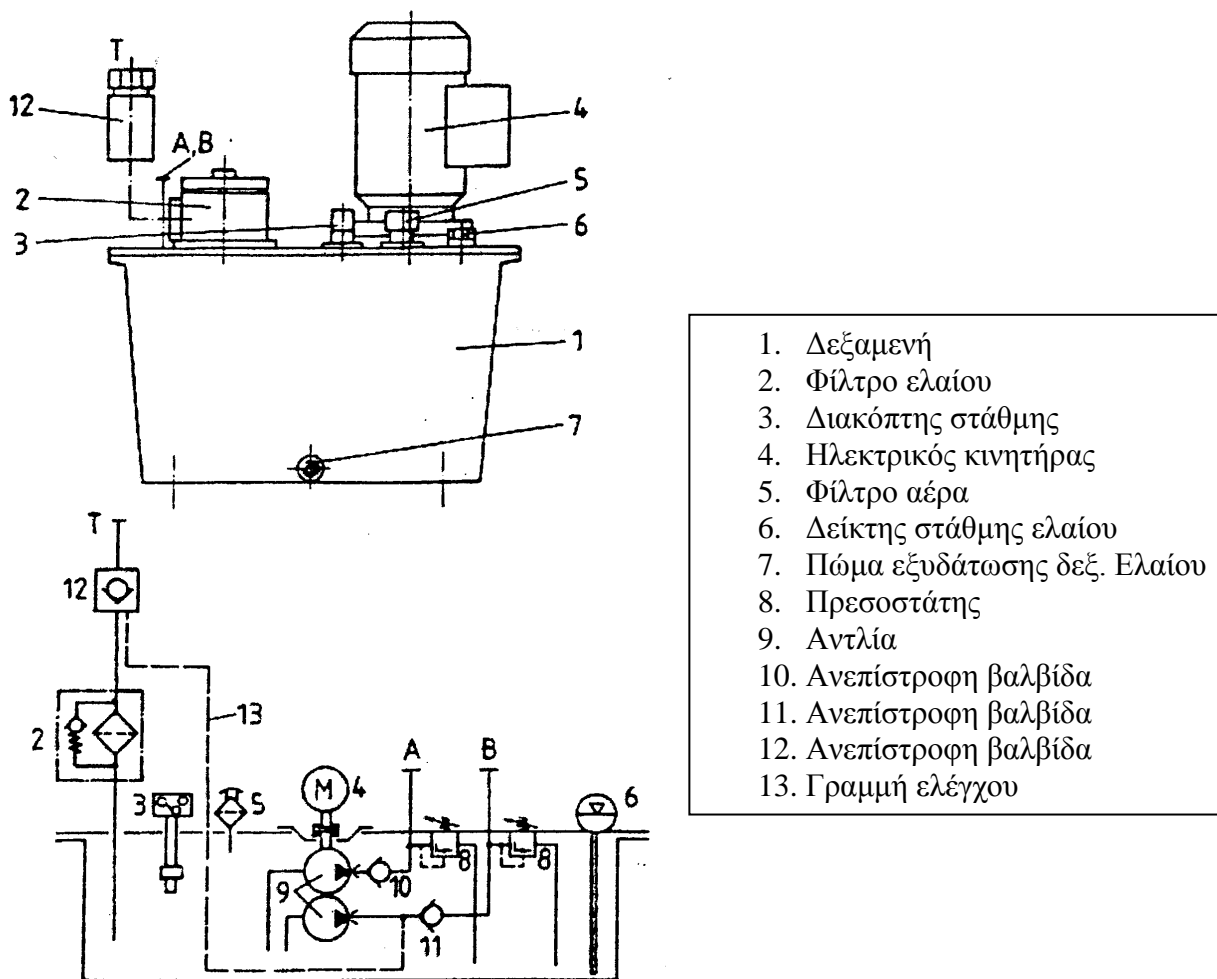 T
12
A,B
2
3
4
5
6
1
7
T
12
2
13
3
5
M
4
A
B
6
8
8
9
10
11
1. Δεξαμενή
2. Φίλτρο ελαίου
3. Διακόπτης στάθμης
4. Ηλεκτρικός κινητήρας
5. Φίλτρο αέρα
6. Δείκτης στάθμης ελαίου
7. Πώμα εξυδάτωσης δεξ. Ελαίου
8. Πρεσοστάτης
9. Αντλία
10. Ανεπίστροφη βαλβίδα
11. Ανεπίστροφη βαλβίδα
12. Ανεπίστροφη βαλβίδα
13. Γραμμή ελέγχου